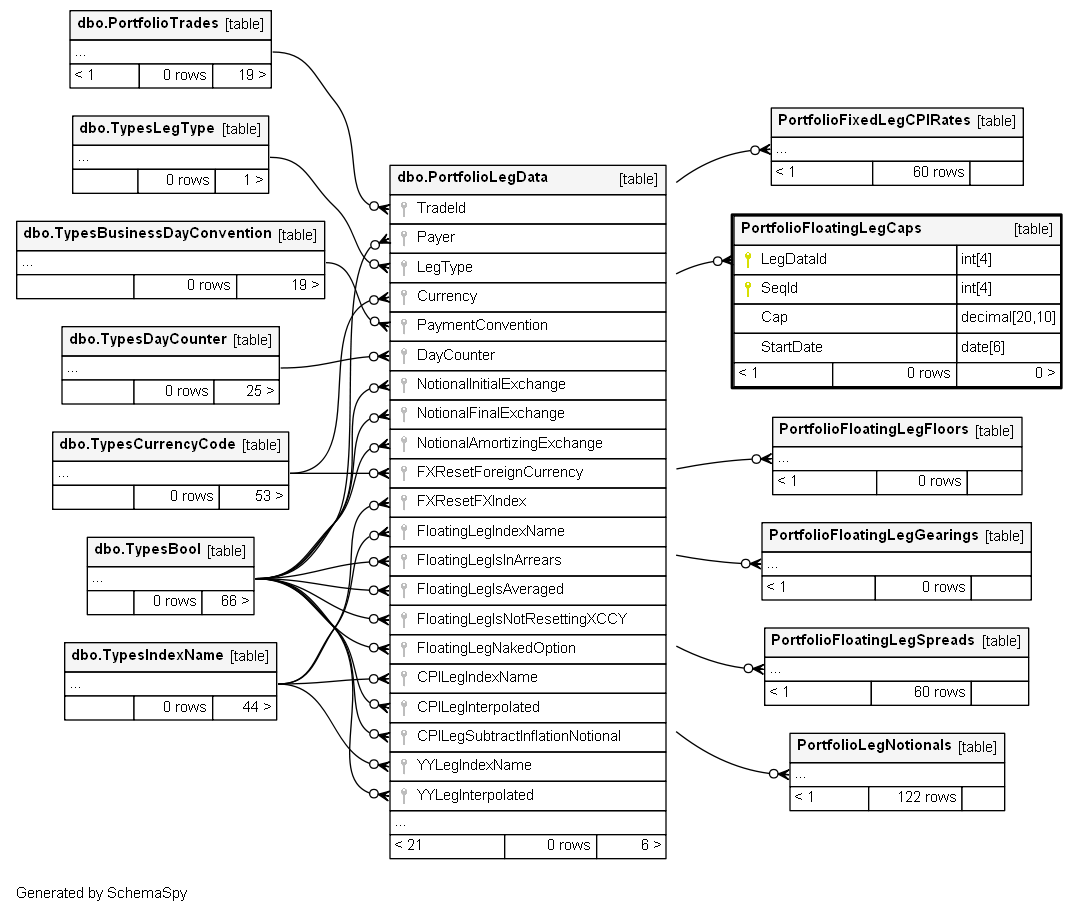 dbo.PortfolioTrades [table]
...
< 1 0 rows 19 >
dbo.TypesLegType [table]
...
0 rows 1 >
dbo.TypesBusinessDayConvention [table]
...
0 rows 19 >
dbo.TypesDayCounter [table]
...
0 rows 25 >
dbo.TypesCurrencyCode [table]
...
0 rows 53 >
dbo.TypesBool [table]
...
0 rows 66 >
dbo.TypesIndexName [table]
...
0 rows 44 >
dbo.PortfolioLegData [table]
TradeId
Payer
LegType
Currency
PaymentConvention
DayCounter
NotionalInitialExchange
NotionalFinalExchange
NotionalAmortizingExchange
FXResetForeignCurrency
FXResetFXIndex
FloatingLegIndexName
FloatingLegIsInArrears
FloatingLegIsAveraged
FloatingLegIsNotResettingXCCY
FloatingLegNakedOption
CPILegIndexName
CPILegInterpolated
CPILegSubtractInflationNotional
YYLegIndexName
YYLegInterpolated
...
< 21 0 rows 6 >
PortfolioFixedLegCPIRates [table]
...
< 1 60 rows
PortfolioFloatingLegCaps [table]
LegDataId int[4]
SeqId int[4]
Cap decimal[20,10]
StartDate date[6]
< 1 0 rows 0 >
PortfolioFloatingLegFloors [table]
...
< 1 0 rows
PortfolioFloatingLegGearings [table]
...
< 1 0 rows
PortfolioFloatingLegSpreads [table]
...
< 1 60 rows
PortfolioLegNotionals [table]
...
< 1 122 rows
Generated by SchemaSpy